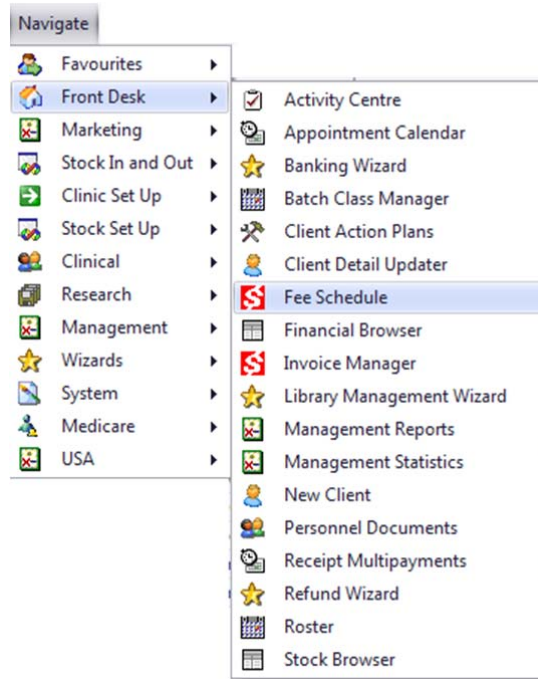 Navigate
Favourites
Front Desk
Marketing
Stock In and Out
Clinic Set Up
Stock Set Up
Clinical
Research
Management
Wizards
System
Medicare
USA
Activity Centre
Appointment Calendar
Banking Wizard
Batch Class Manager
Client Action Plans
Client Detail Updater
Fee Schedule
Financial Browser
Invoice Manager
Library Management Wizard
Management Reports
Management Statistics
New Client
Personnel Documents
Receipt Multipayments
Refund Wizard
Roster
Stock Browser